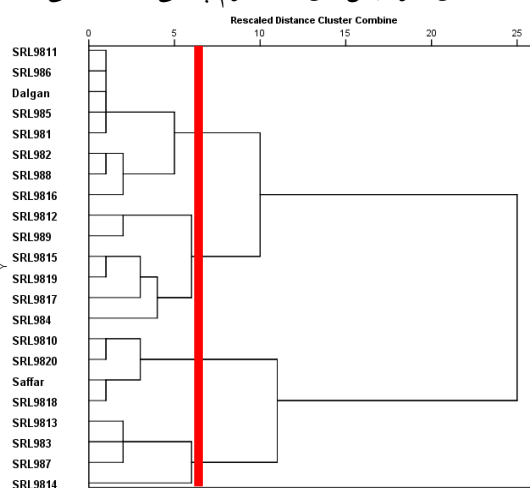 Rescaled Distance Cluster Combine
0 5 10 15 20 25
SRL9811
SRL986
Dalgan
SRL985
SRL981
SRL982
SRL988
SRL9816
SRL9812
SRL989
SRL9815
SRL9819
SRL9817
SRL984
SRL9810
SRL9820
Saffar
SRL9818
SRL9813
SRL983
SRL987
SRL9814
Y